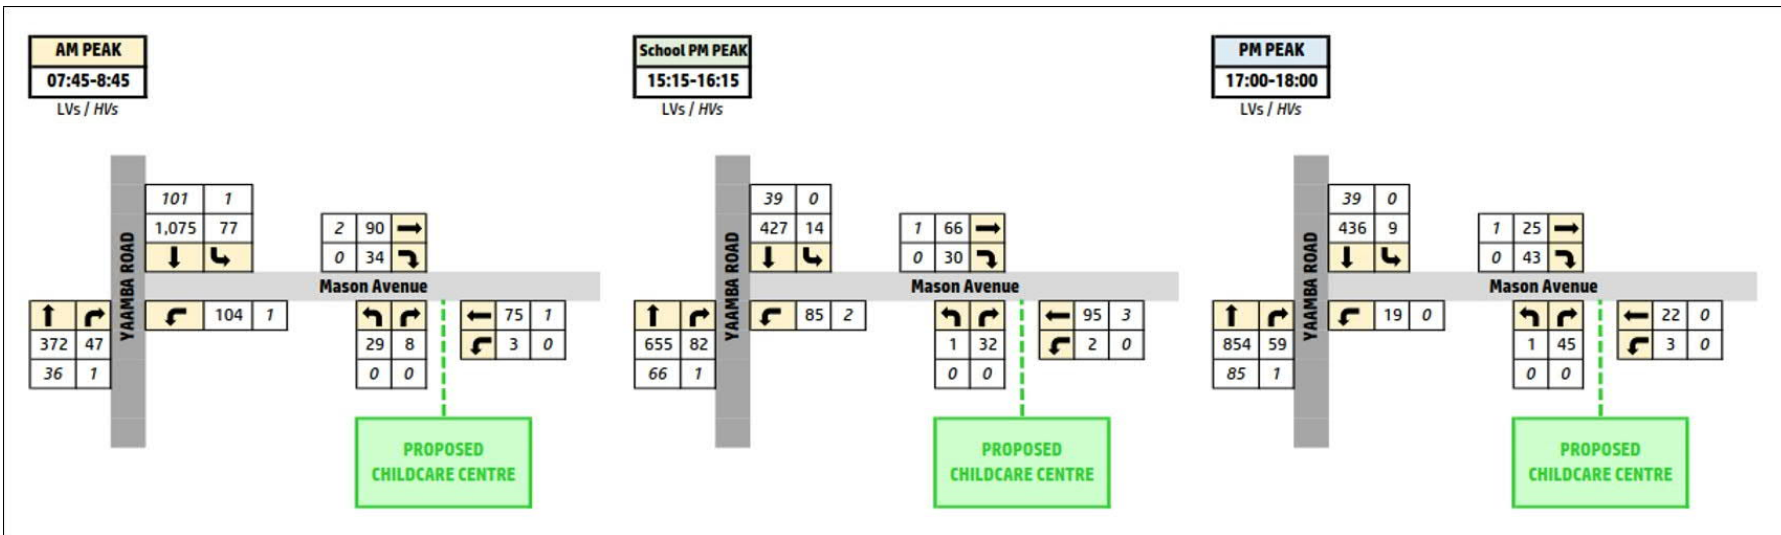 AM PEAK
07:45-8:45
LVs / HVs
101 1
1,075 77
2 90
0 34
YAAMBA ROAD
Mason Avenue
104 1
372 47
36 1
29 8
0 0
75 1
3 0
PROPOSED
CHILDCARE CENTRE
School PM PEAK
15:15-16:15
LVs / HVs
39 0
427 14
1 66
0 30
YAAMBA ROAD
Mason Avenue
85 2
655 82
66 1
1 32
0 0
95 3
2 0
PROPOSED
CHILDCARE CENTRE
PM PEAK
17:00-18:00
LVs / HVs
39 0
436 9
1 25
0 43
YAAMBA ROAD
Mason Avenue
19 0
854 59
85 1
1 45
0 0
22 0
3 0
PROPOSED
CHILDCARE CENTRE